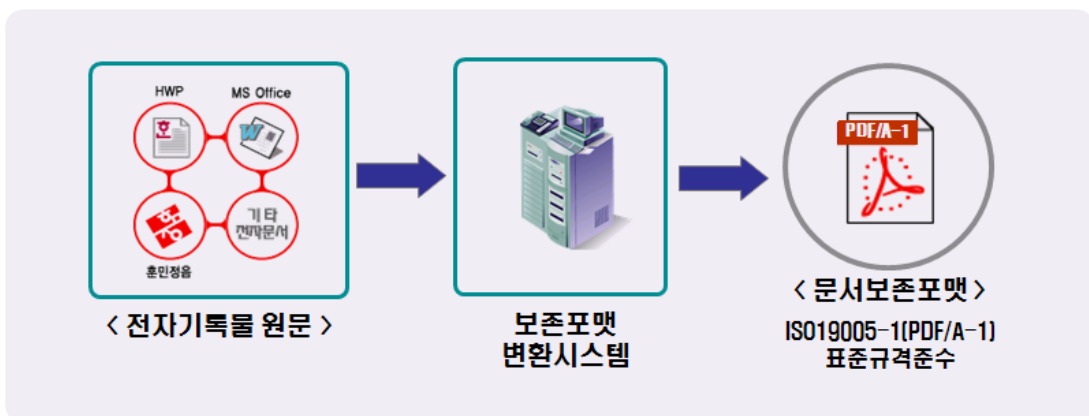 HWP
MS Office
호
W
훈
기타
전자문서
훈민정음
< 전자기록물 원문 >
보존포맷
변환시스템
PDF/A-1
< 문서보존포맷 >
ISO19005-1(PDF/A-1)
표준규격준수